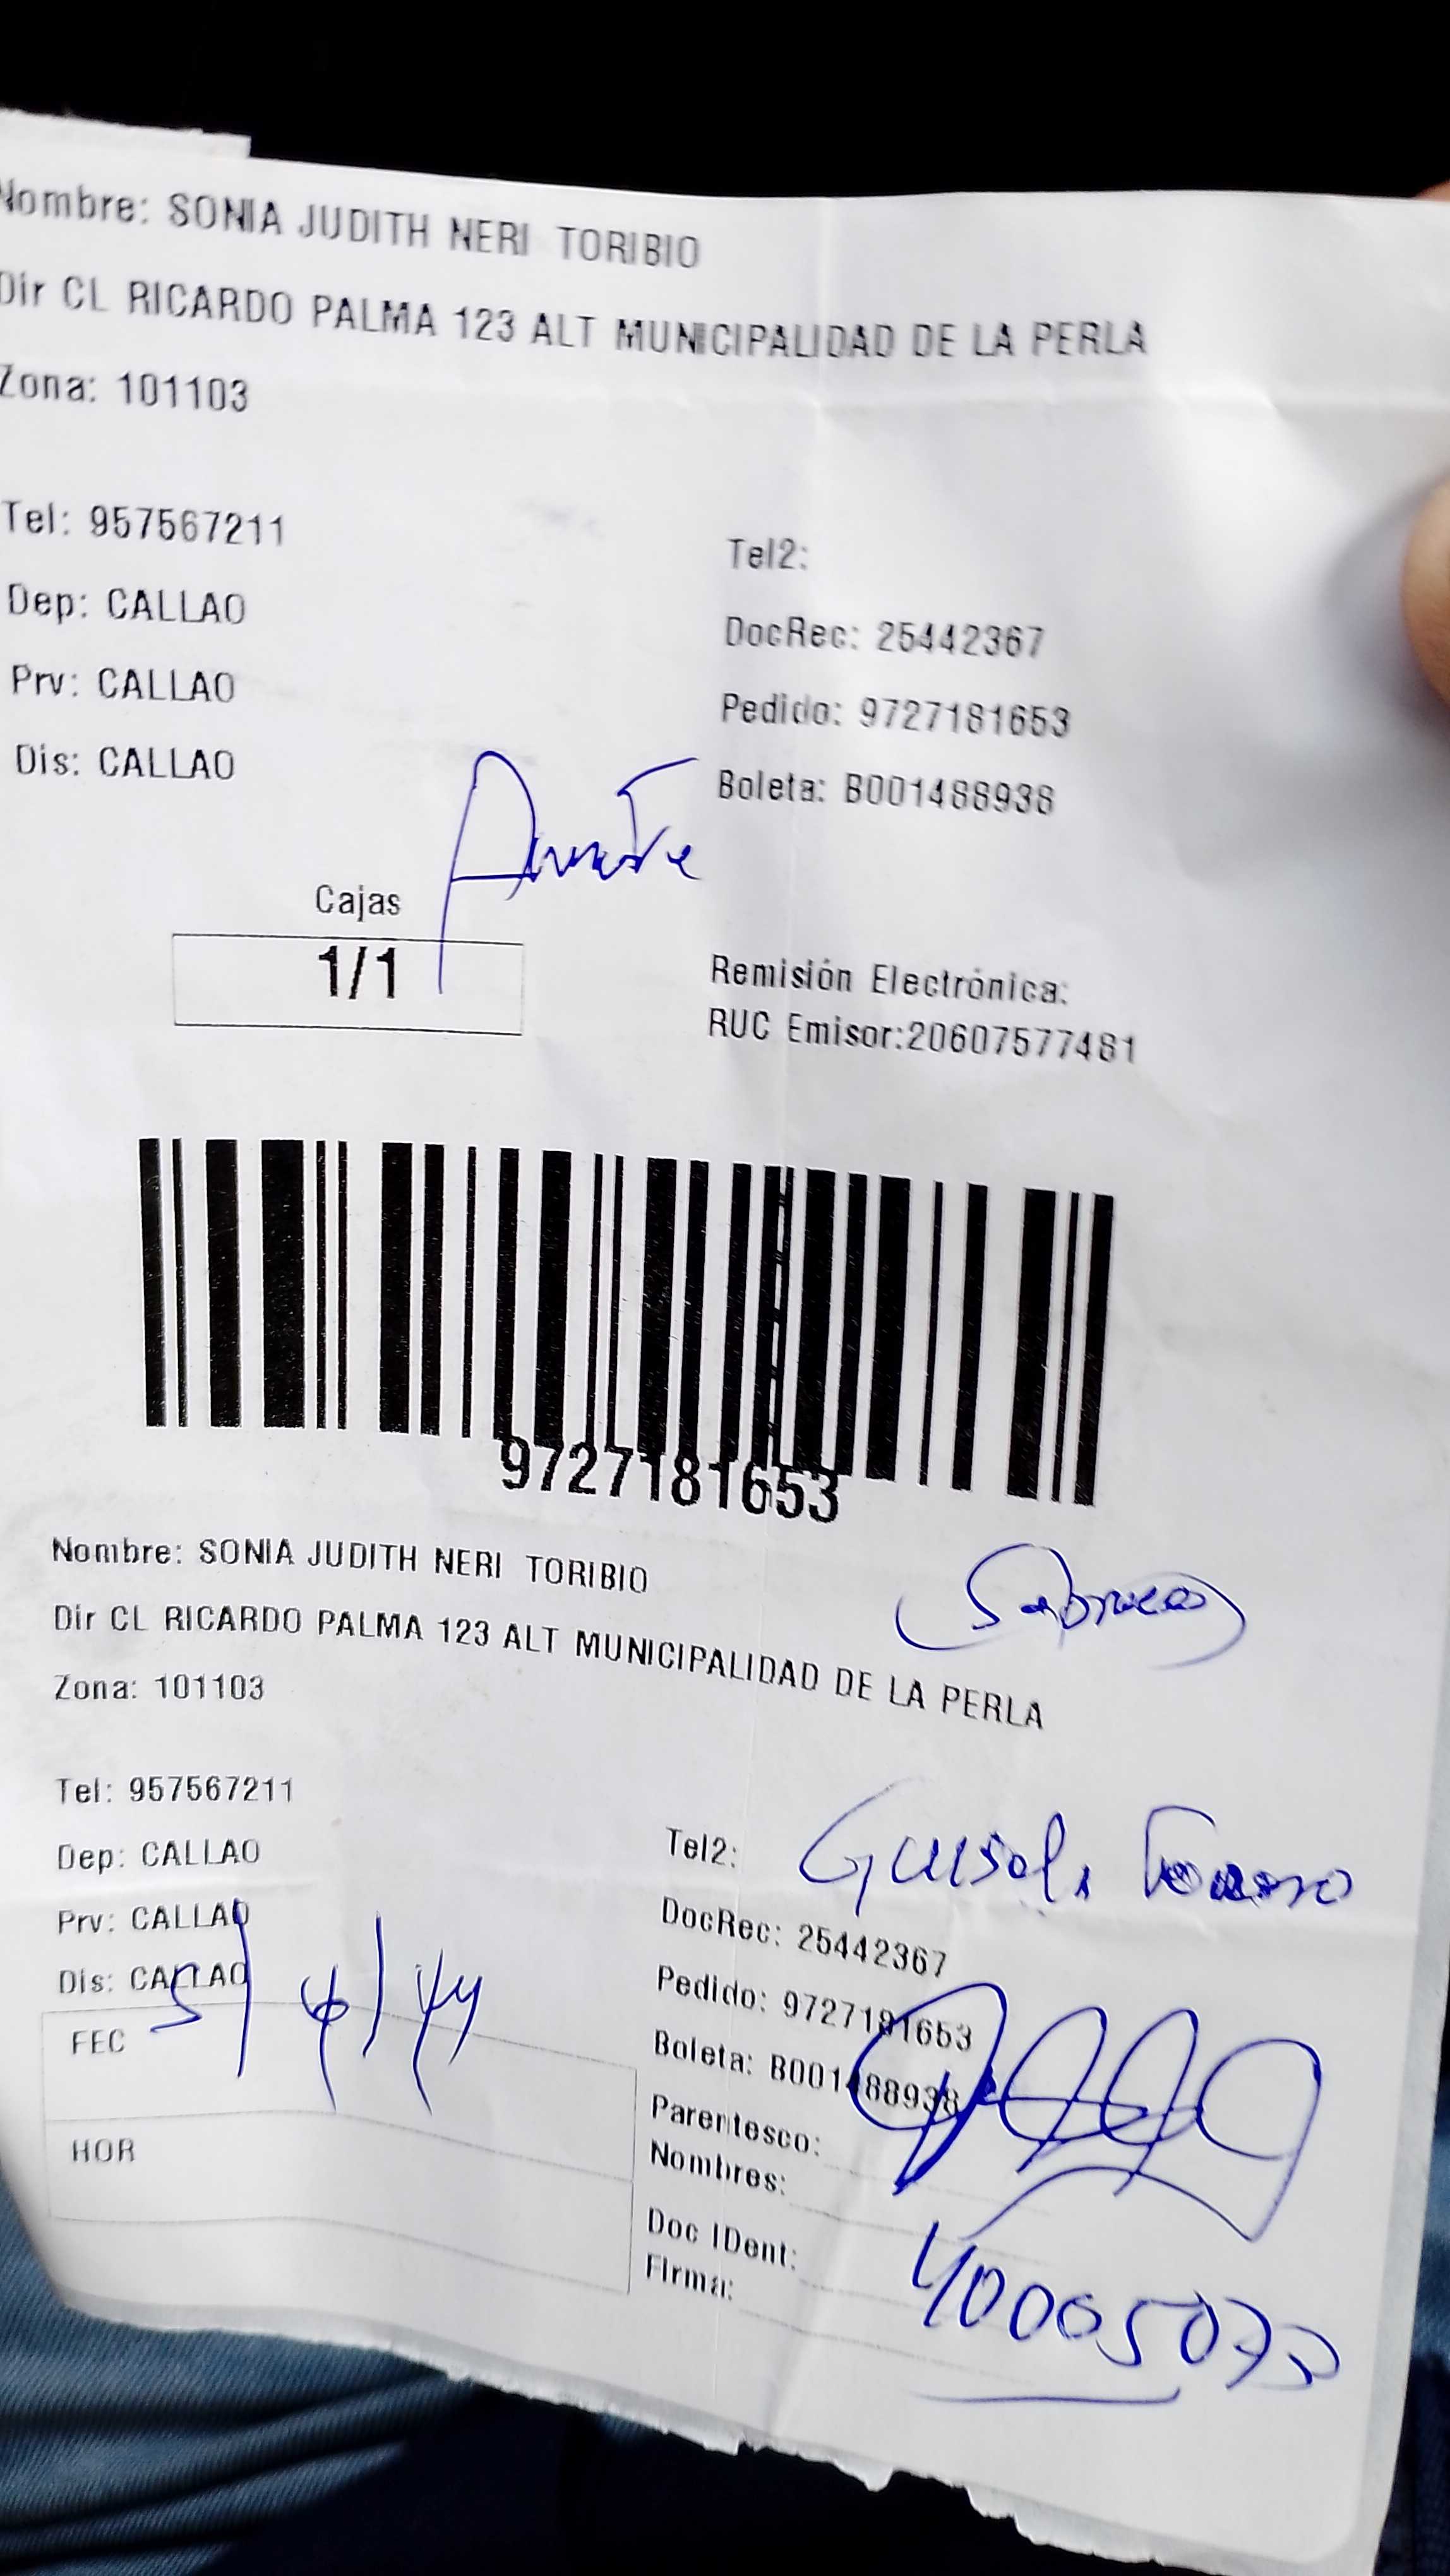 Nombre: SONIA JUDITH NERI TORIBIO
Dir CL RICARDO PALMA 123 ALT MUNICIPALIDAD DE LA PERLA
Zona: 101103
Tel: 957567211
Tel2:
Dep: CALLAO
DocRec: 25442367
Prv: CALLAO
Pedido: 9727181653
Dis: CALLAO
Boleta: B001488938
Cajas
1/1
Remisión Electrónica:
RUC Emisor:20607577481
9727181653
Nombre: SONIA JUDITH NERI TORIBIO
Dir CL RICARDO PALMA 123 ALT MUNICIPALIDAD DE LA PERLA
Zona: 101103
Tel: 957567211
Tel2:
Dep: CALLAO
DocRec: 25442367
Prv: CALLAO
Pedido: 9727181653
Dis: CALLAO
Boleta: B001488938
FEC
Parentesco:
Nombres:
HOR
Doc IDent:
Firma: